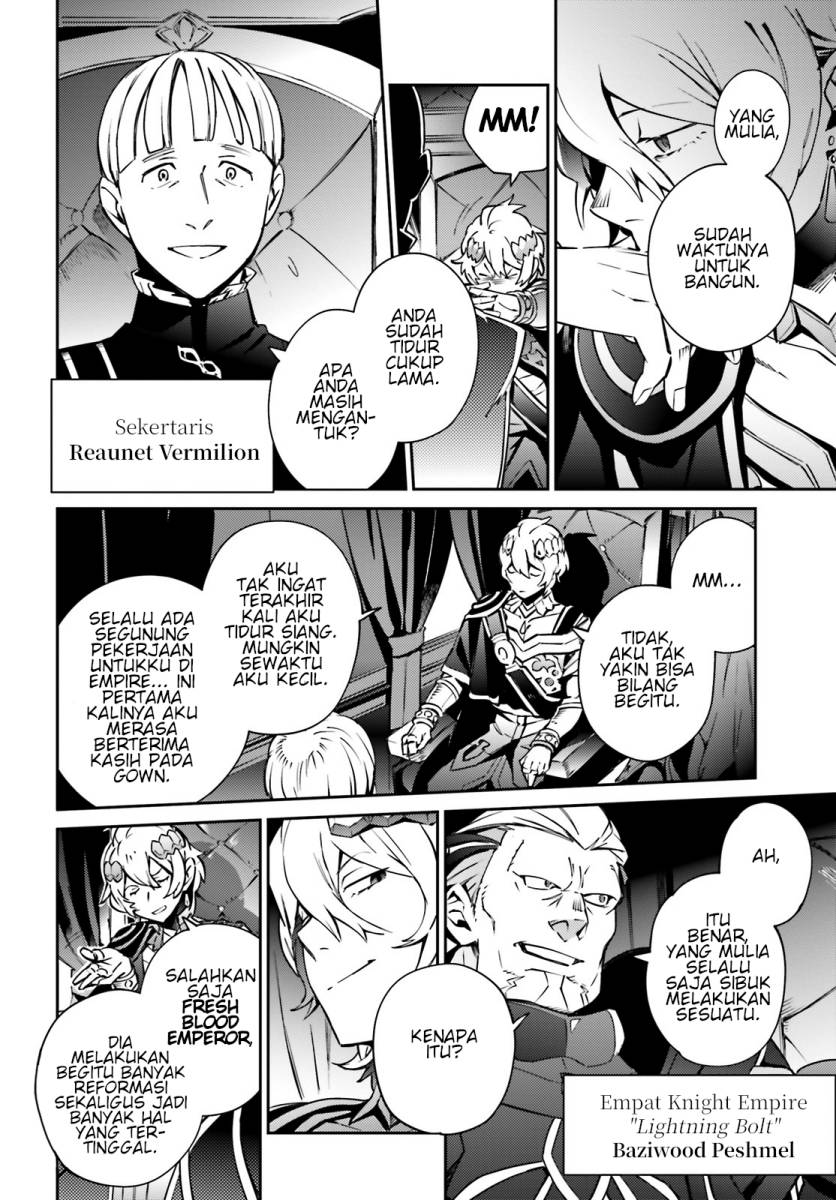 YANG
MULIA,
SUDAH
WAKTUNYA
UNTUK
BANGUN.
MM!
ANDA
SUDAH
TIDUR
CUKUP
LAMA.
APA
ANDA
MASIH
MENGAN-
TUK?
Sekertaris
Reaunet Vermilion
MM...
TIDAK,
AKU TAK
YAKIN BISA
BILANG
BEGITU.
AKU
TAK INGAT
TERAKHIR
KALI AKU
TIDUR SIANG.
MUNGKIN
SEWAKTU
AKU KECIL.
SELALU ADA
SEGUNUNG
PEKERJAAN
UNTUKKU DI
EMPIRE... INI
PERTAMA
KALINYA AKU
MERASA
BERTERIMA
KASIH PADA
GOWN.
AH,
ITU
BENAR,
YANG MULIA
SELALU
SAJA SIBUK
MELAKUKAN
SESUATU.
Empat Knight Empire
"Lightning Bolt"
Baziwood Peshmel
KENAPA
ITU?
SALAHKAN
SAJA
FRESH
BLOOD
EMPEROR,
DIA
MELAKUKAN
BEGITU BANYAK
REFORMASI
SEKALIGUS JADI
BANYAK HAL
YANG TER-
TINGGAL.